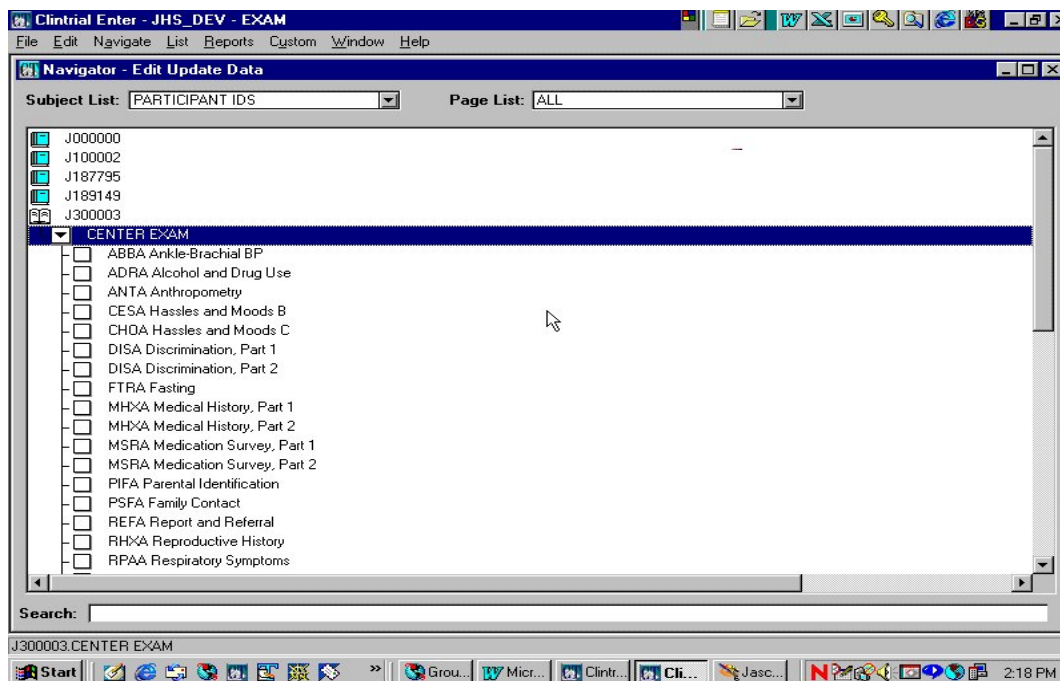 Clintrial Enter - JHS_DEV - EXAM
File Edit Navigate List Reports Custom Window Help
Navigator - Edit Update Data
Subject List: PARTICIPANT IDS Page List: ALL
J000000
J100002
J187795
J189149
J300003
CENTER EXAM
ABBA Ankle-Brachial BP
ADRA Alcohol and Drug Use
ANTA Anthropometry
CESA Hassles and Moods B
CHOA Hassles and Moods C
DISA Discrimination, Part 1
DISA Discrimination, Part 2
FTRA Fasting
MHXA Medical History, Part 1
MHXA Medical History, Part 2
MSRA Medication Survey, Part 1
MSRA Medication Survey, Part 2
PIFA Parental Identification
PSFA Family Contact
REFA Report and Referral
RHXA Reproductive History
RPAA Respiratory Symptoms
Search:
J300003.CENTER EXAM
Start » Grou... Micr... Clintr... Cli... Jasc... 2:18 PM